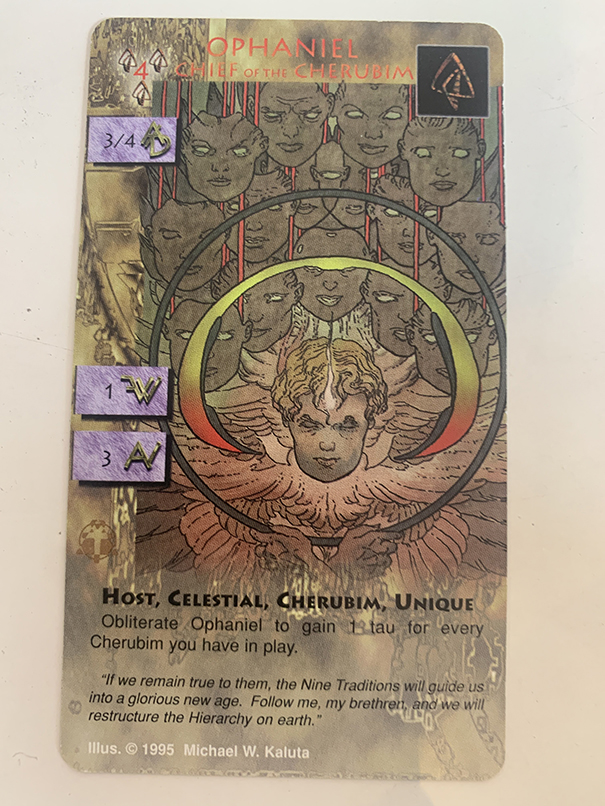 OPHANIEL
4 CHIEF OF THE CHERUBIM
3/4
1
3
HOST, CELESTIAL, CHERUBIM, UNIQUE
Obliterate Ophaniel to gain 1 tau for every
Cherubim you have in play.
"If we remain true to them, the Nine Traditions will guide us
into a glorious new age. Follow me, my brethren, and we will
restructure the Hierarchy on earth."
Illus. © 1995 Michael W. Kaluta